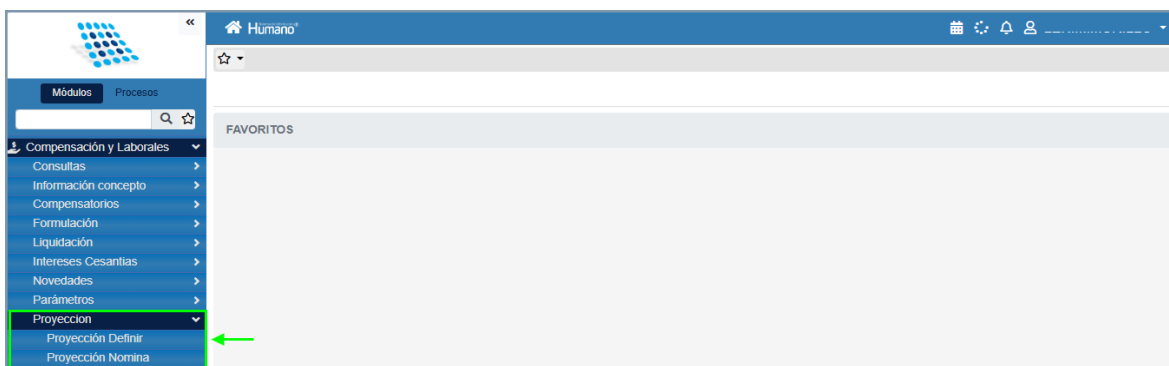 «
Humano®
Módulos Procesos
FAVORITOS
Compensación y Laborales
Consultas
Información concepto
Compensatorios
Formulación
Liquidación
Intereses Cesantias
Novedades
Parámetros
Proyeccion
Proyección Definir
Proyección Nomina